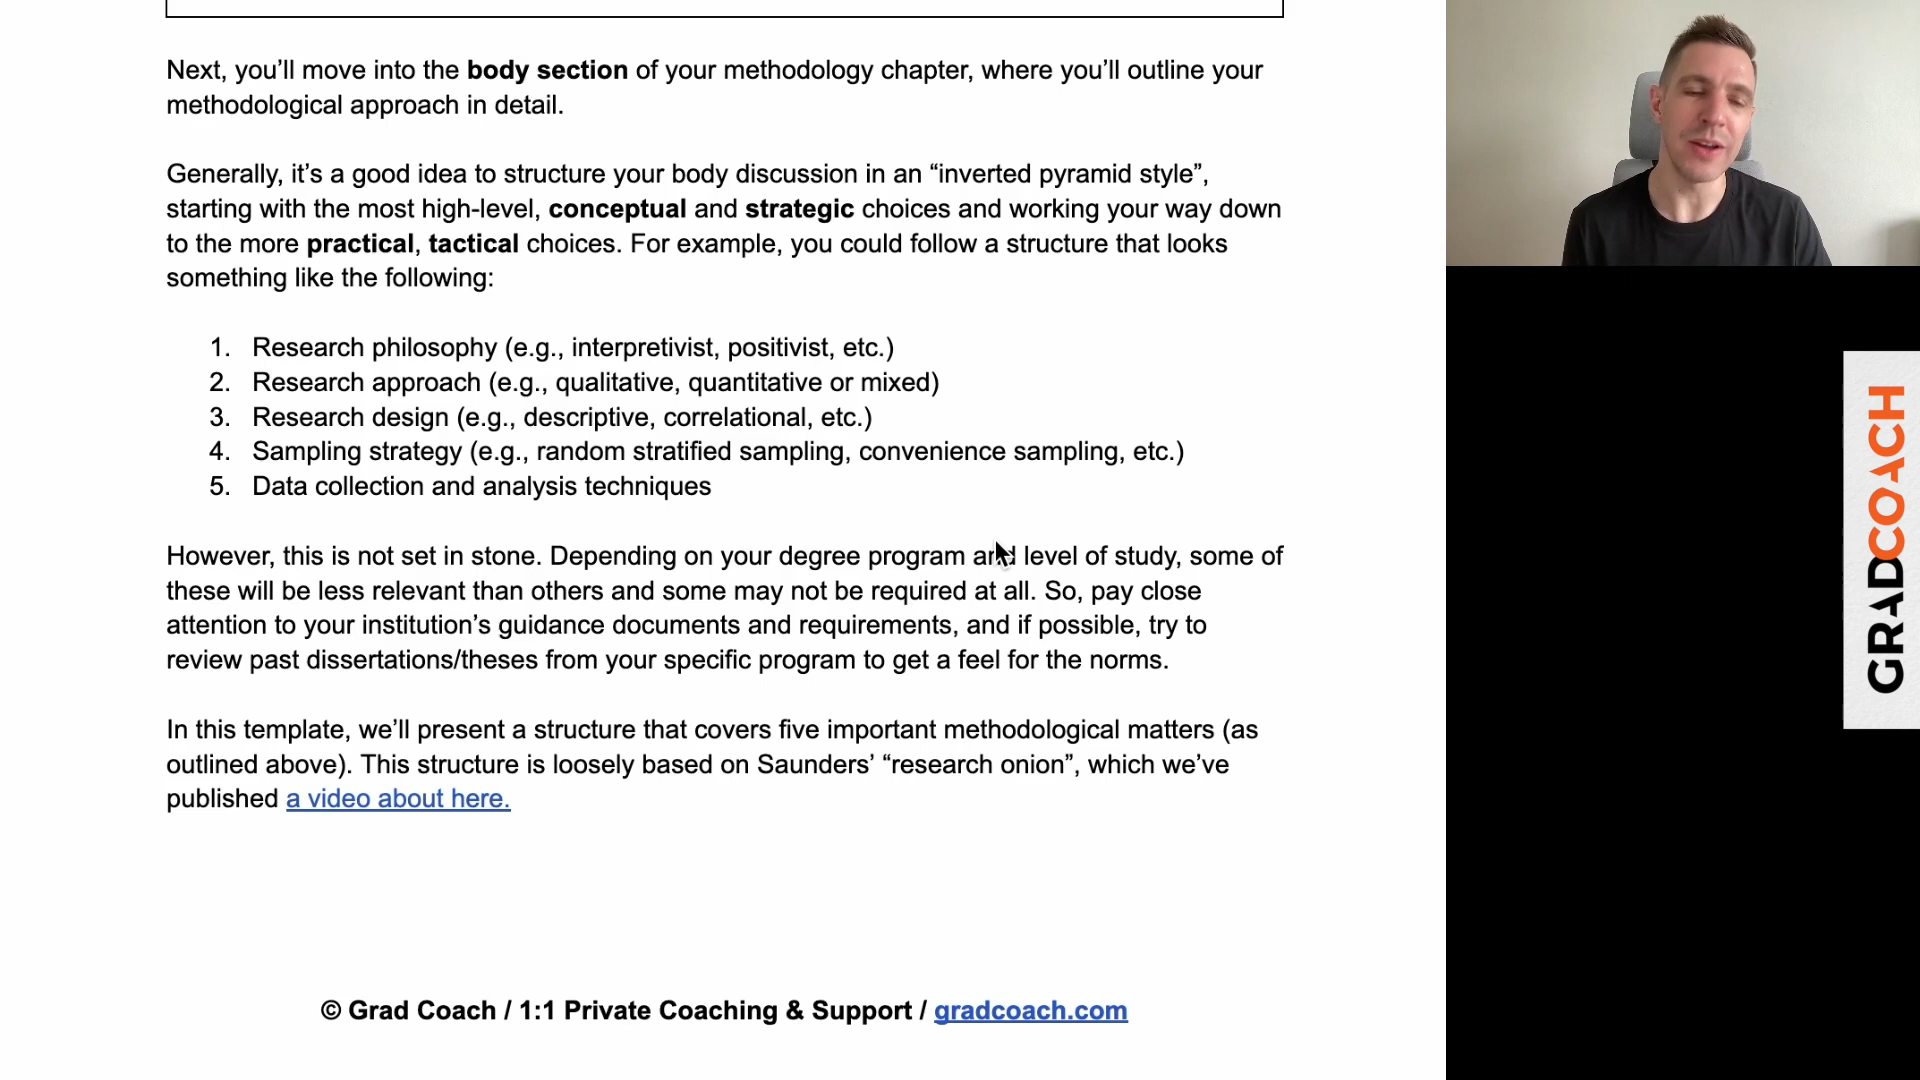 Next, you’ll move into the body section of your methodology chapter, where you’ll outline your
methodological approach in detail.
Generally, it’s a good idea to structure your body discussion in an “inverted pyramid style”,
starting with the most high-level, conceptual and strategic choices and working your way down
to the more practical, tactical choices. For example, you could follow a structure that looks
something like the following:
1. Research philosophy (e.g., interpretivist, positivist, etc.)
2. Research approach (e.g., qualitative, quantitative or mixed)
3. Research design (e.g., descriptive, correlational, etc.)
4. Sampling strategy (e.g., random stratified sampling, convenience sampling, etc.)
5. Data collection and analysis techniques
However, this is not set in stone. Depending on your degree program and level of study, some of
these will be less relevant than others and some may not be required at all. So, pay close
attention to your institution’s guidance documents and requirements, and if possible, try to
review past dissertations/theses from your specific program to get a feel for the norms.
In this template, we’ll present a structure that covers five important methodological matters (as
outlined above). This structure is loosely based on Saunders’ “research onion”, which we’ve
published a video about here.
© Grad Coach / 1:1 Private Coaching & Support / gradcoach.com
GRADCOACH